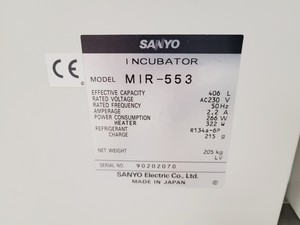 SANYO
CE
INCUBATOR
MODEL MIR-553
EFFECTIVE CAPACITY 406 L
RATED VOLTAGE AC230 V
RATED FREQUENCY 50 Hz
AMPERAGE 2.2 A
POWER CONSUMPTION 266 W
HEATER 322 W
REFRIGERANT R134a-6P
CHARGE 215 g
NET WEIGHT 205 kg
LV
SERIAL NO. 90202070
SANYO Electric Co., Ltd.
MADE IN JAPAN